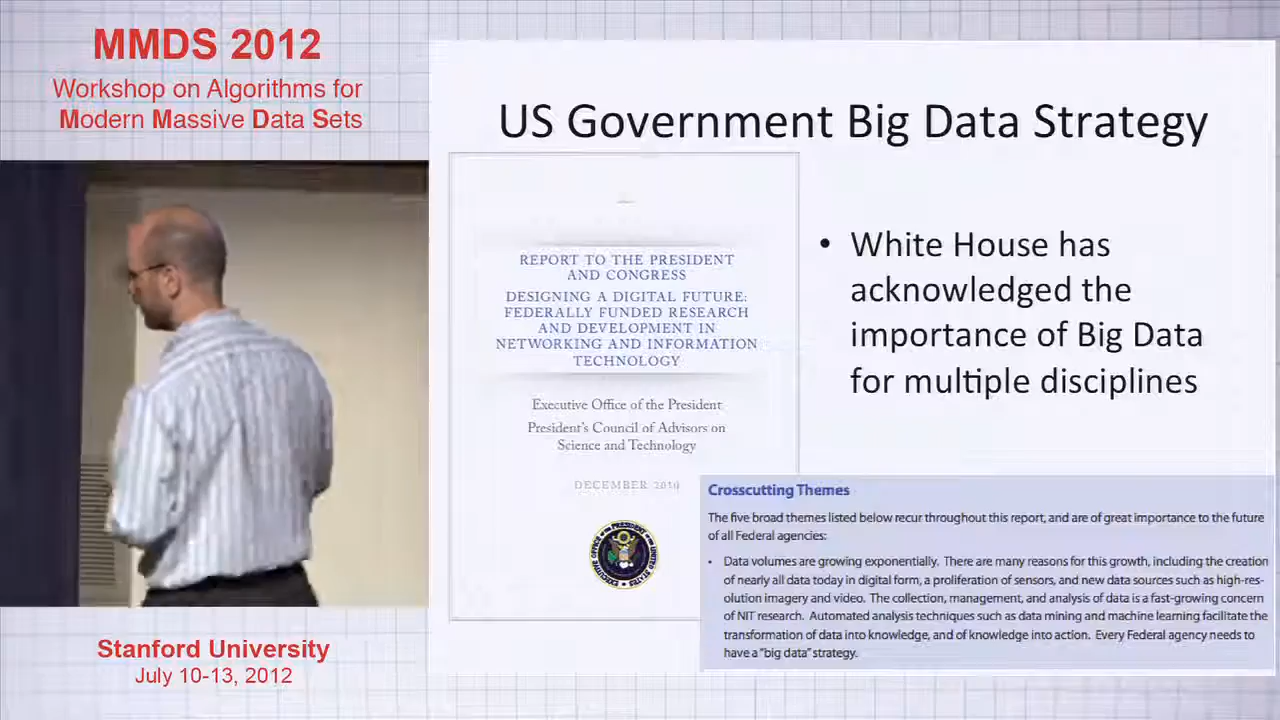 MMDS 2012
Workshop on Algorithms for
Modern Massive Data Sets
US Government Big Data Strategy
REPORT TO THE PRESIDENT
AND CONGRESS
DESIGNING A DIGITAL FUTURE:
FEDERALLY FUNDED RESEARCH
AND DEVELOPMENT IN
NETWORKING AND INFORMATION
TECHNOLOGY
Executive Office of the President
President's Council of Advisors on
Science and Technology
DECEMBER 2010
• White House has
acknowledged the
importance of Big Data
for multiple disciplines
Crosscutting Themes
The five broad themes listed below recur throughout this report, and are of great importance to the future
of all Federal agencies:
• Data volumes are growing exponentially. There are many reasons for this growth, including the creation
of nearly all data today in digital form, a proliferation of sensors, and new data sources such as high-res-
olution imagery and video. The collection, management, and analysis of data is a fast-growing concern
of NIT research. Automated analysis techniques such as data mining and machine learning facilitate the
transformation of data into knowledge, and of knowledge into action. Every Federal agency needs to
have a "big data" strategy.
Stanford University
July 10-13, 2012